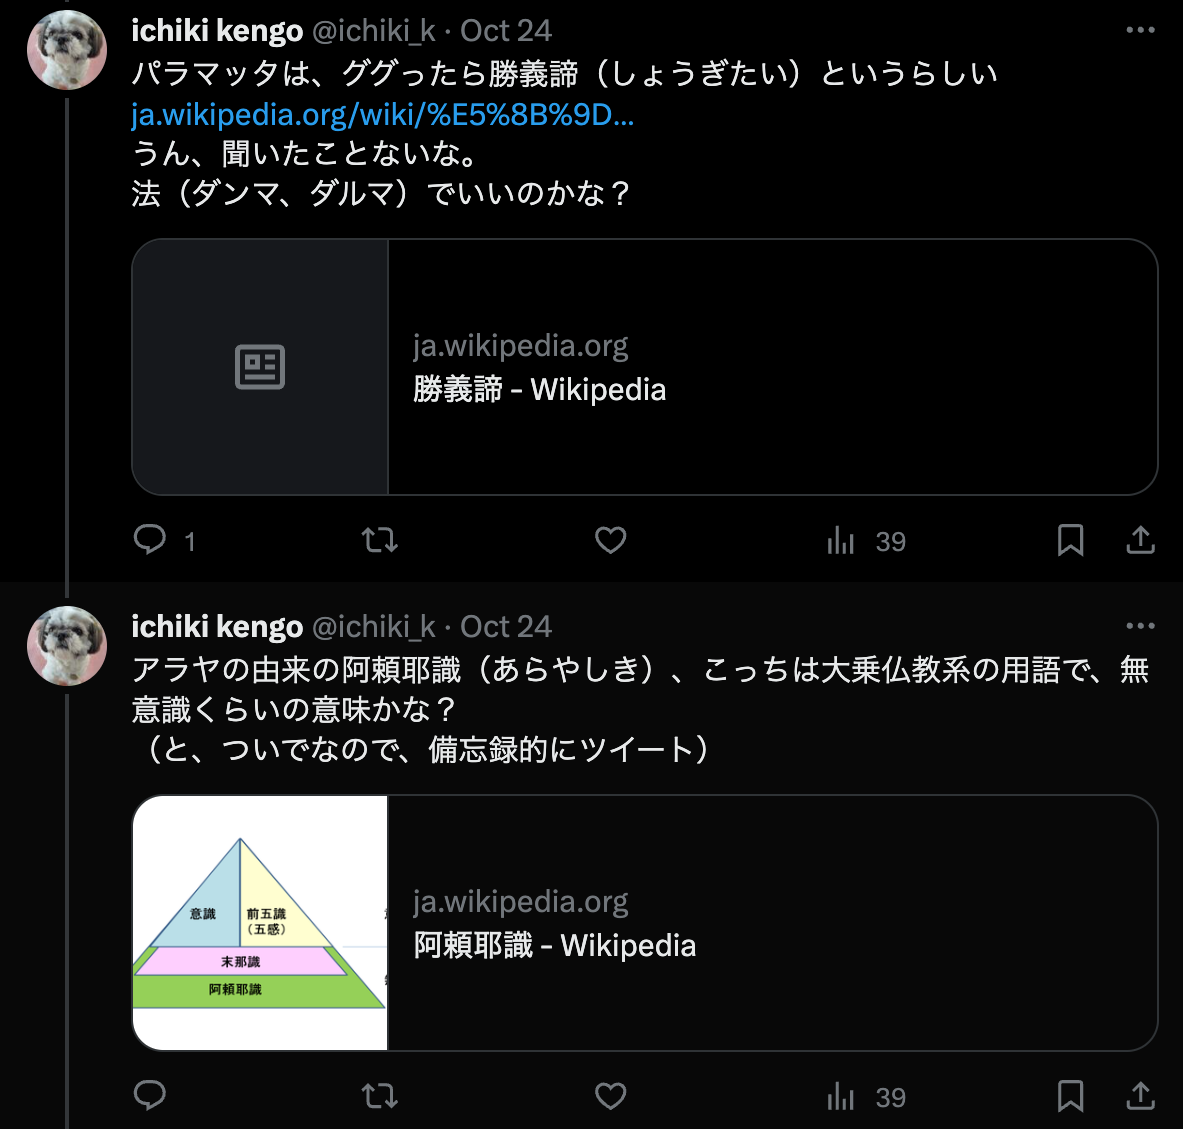 ichiki kengo @ichiki_k · Oct 24
パラマッタは、ググったら勝義諦（しょうぎたい）というらしい
ja.wikipedia.org/wiki/%E5%8B%9D…
うん、聞いたことないな。
法（ダンマ、ダルマ）でいいのかな？
ja.wikipedia.org
勝義諦 - Wikipedia
1
39
ichiki kengo @ichiki_k · Oct 24
アラヤの由来の阿頼耶識（あらやしき）、こっちは大乗仏教系の用語で、無
意識くらいの意味かな？
（と、ついでなので、備忘録的にツイート）
意識
前五識
（五感）
末那識
阿頼耶識
ja.wikipedia.org
阿頼耶識 - Wikipedia
39